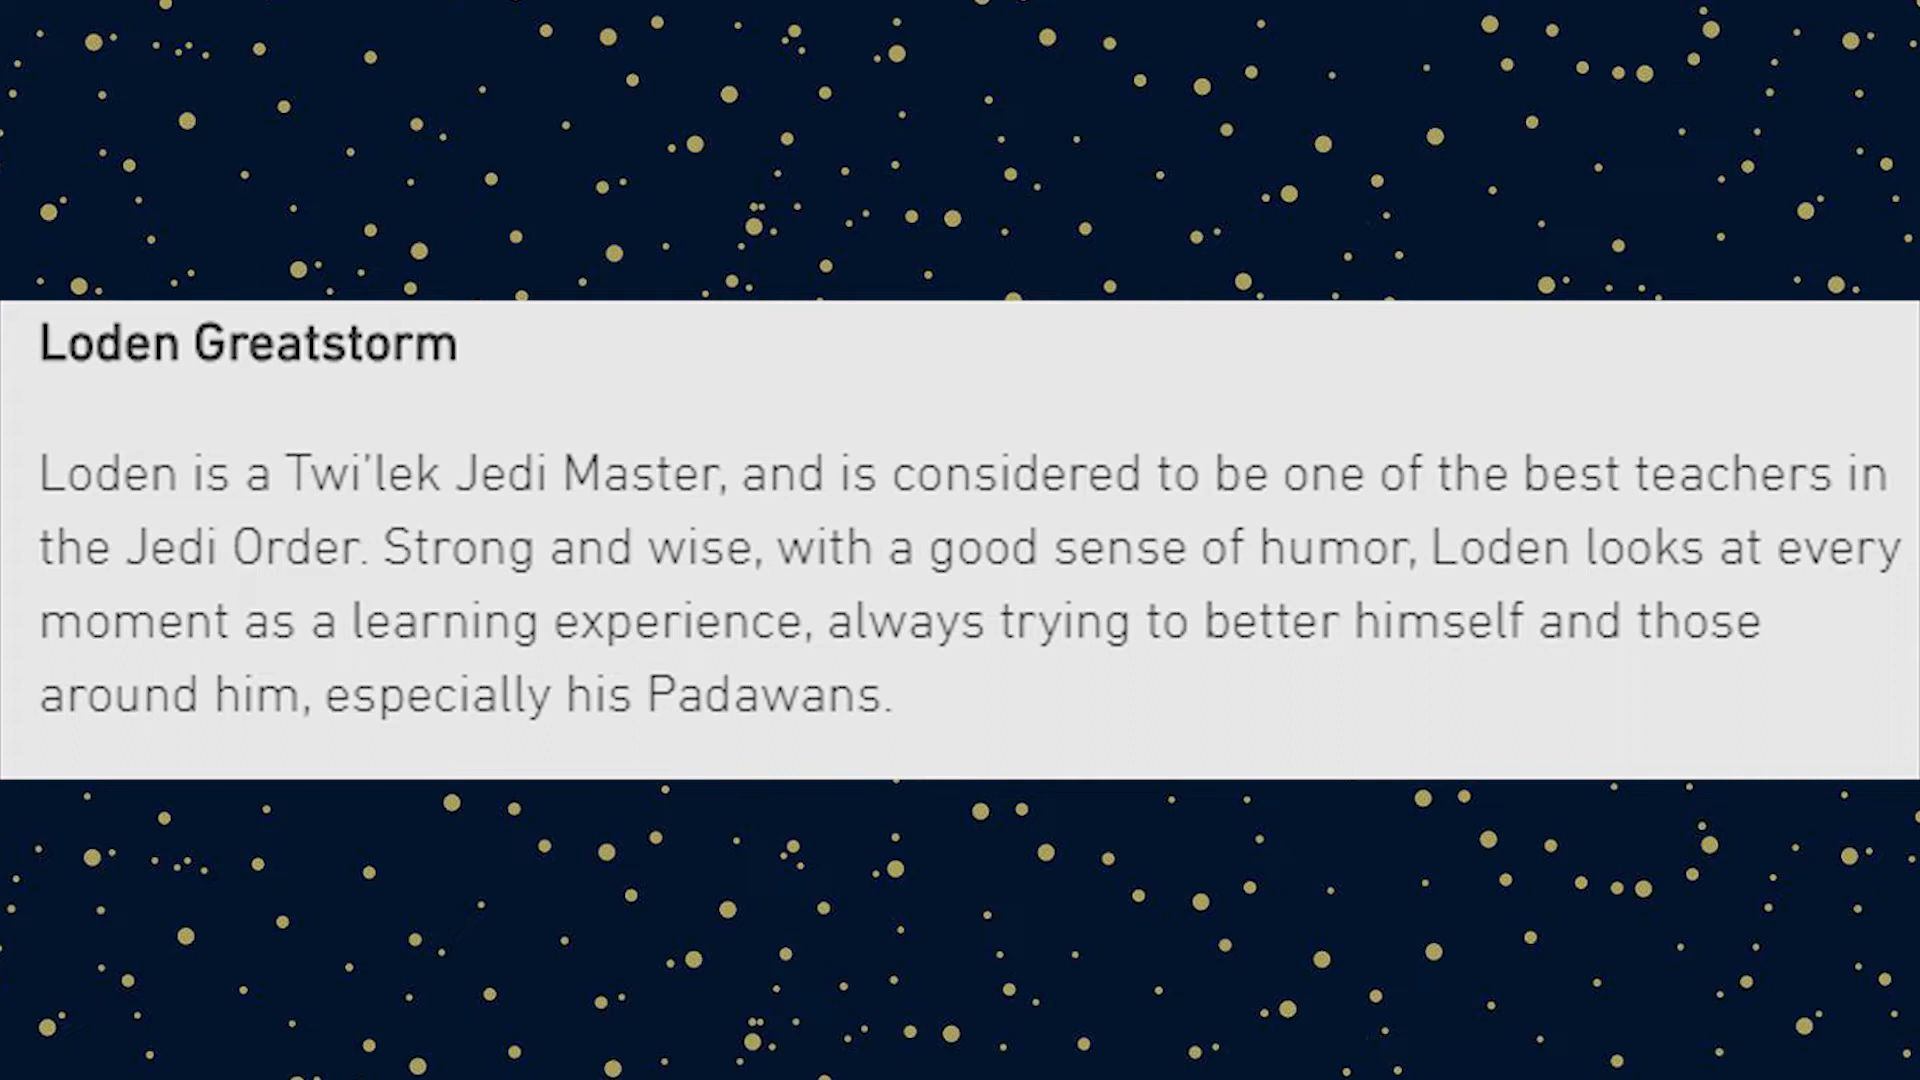 Loden Greatstorm
Loden is a Twi'lek Jedi Master, and is considered to be one of the best teachers in
the Jedi Order. Strong and wise, with a good sense of humor, Loden looks at every
moment as a learning experience, always trying to better himself and those
around him, especially his Padawans.